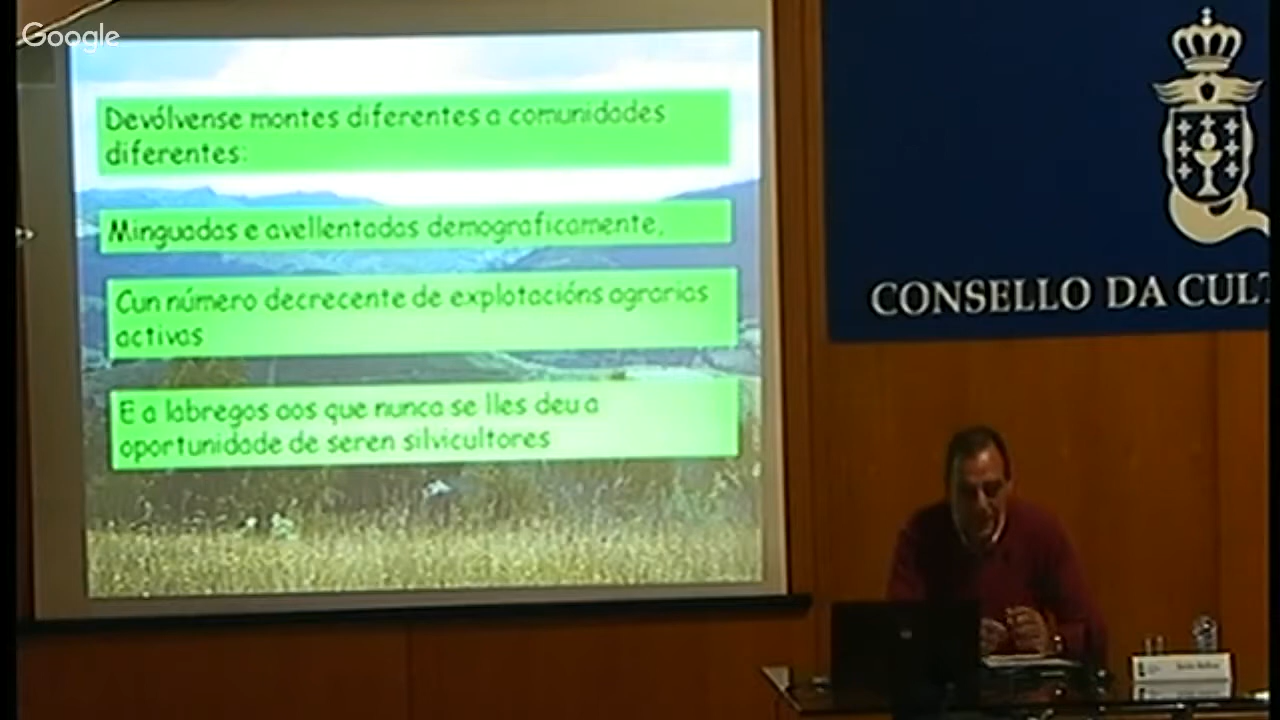 Google
Devólvense montes diferentes a comunidades
diferentes:
Minguadas e avellentadas demograficamente,
Cun número decrecente de explotacións agrarias
activas
E a labregos aos que nunca se lles deu a
oportunidade de seren silvicultores
CONSELLO DA CULT